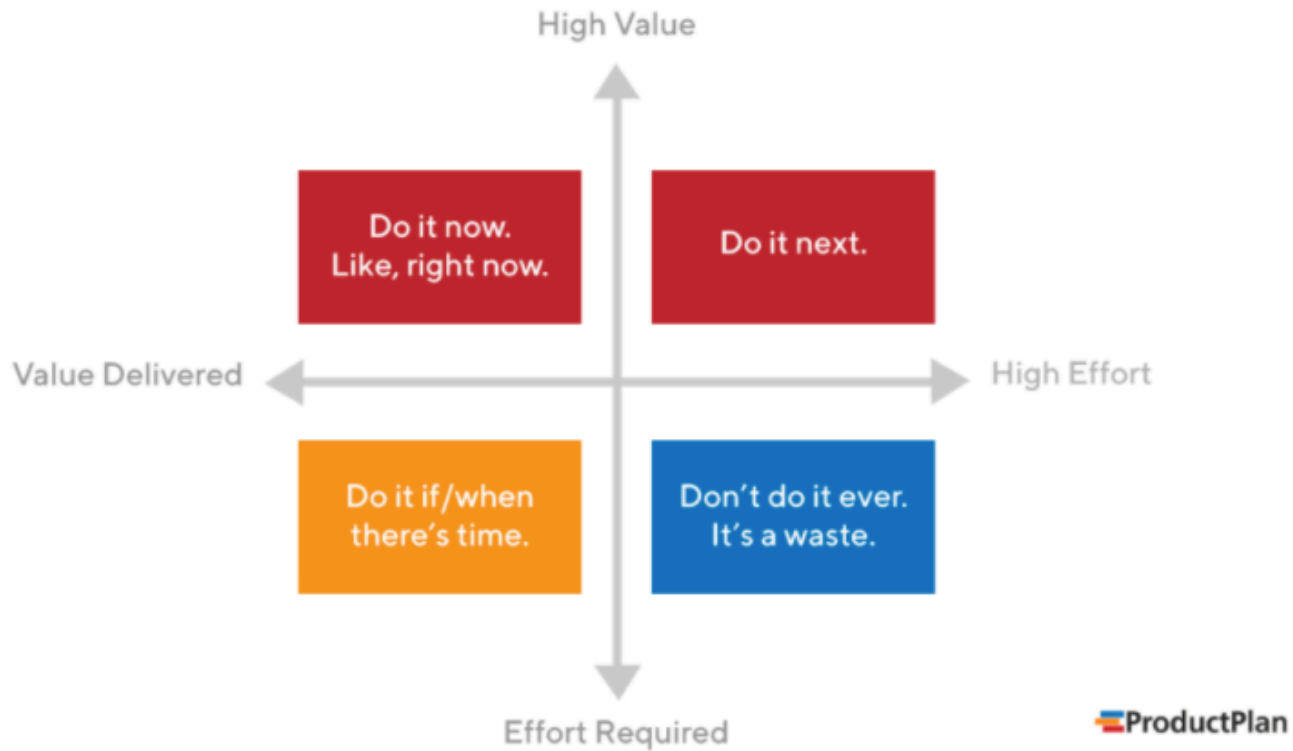 High Value
Do it now.
Like, right now.
Do it next.
Value Delivered
High Effort
Do it if/when
there's time.
Don't do it ever.
It's a waste.
Effort Required
ProductPlan